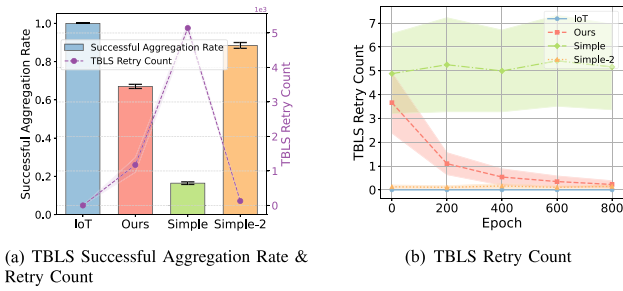 1e3
1.0
0.8
0.6
0.4
0.2
0.0
Successful Aggregation Rate
Successful Aggregation Rate
TBLS Retry Count
5
4
3
2
1
0
TBLS Retry Count
IoT
Ours
Simple
Simple-2
(a) TBLS Successful Aggregation Rate &
Retry Count
7
6
5
4
3
2
1
0
TBLS Retry Count
IoT
Ours
Simple
Simple-2
0
200
400
600
800
Epoch
(b) TBLS Retry Count